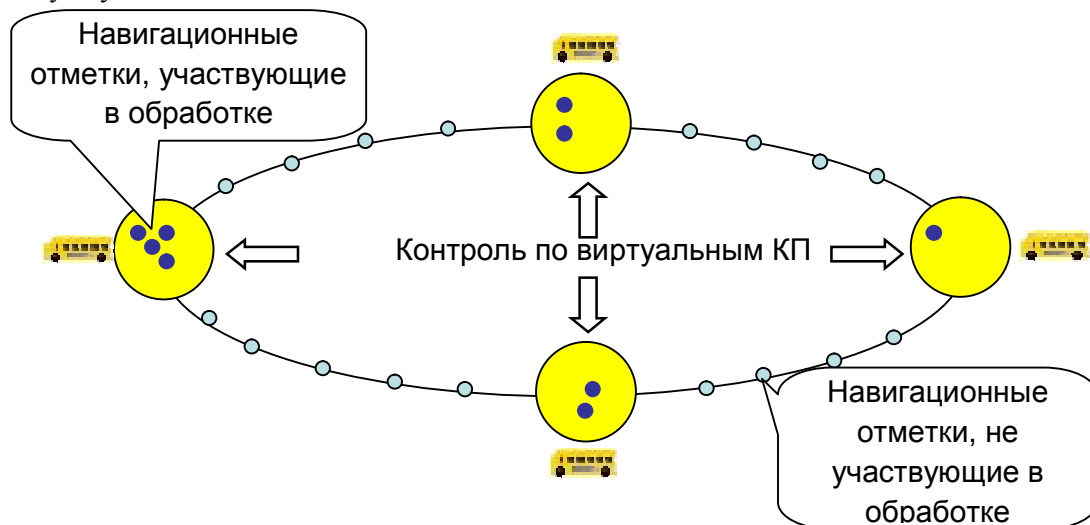 Навигационные
отметки, участвующие
в обработке
Контроль по виртуальным КП
Навигационные
отметки, не
участвующие в
обработке